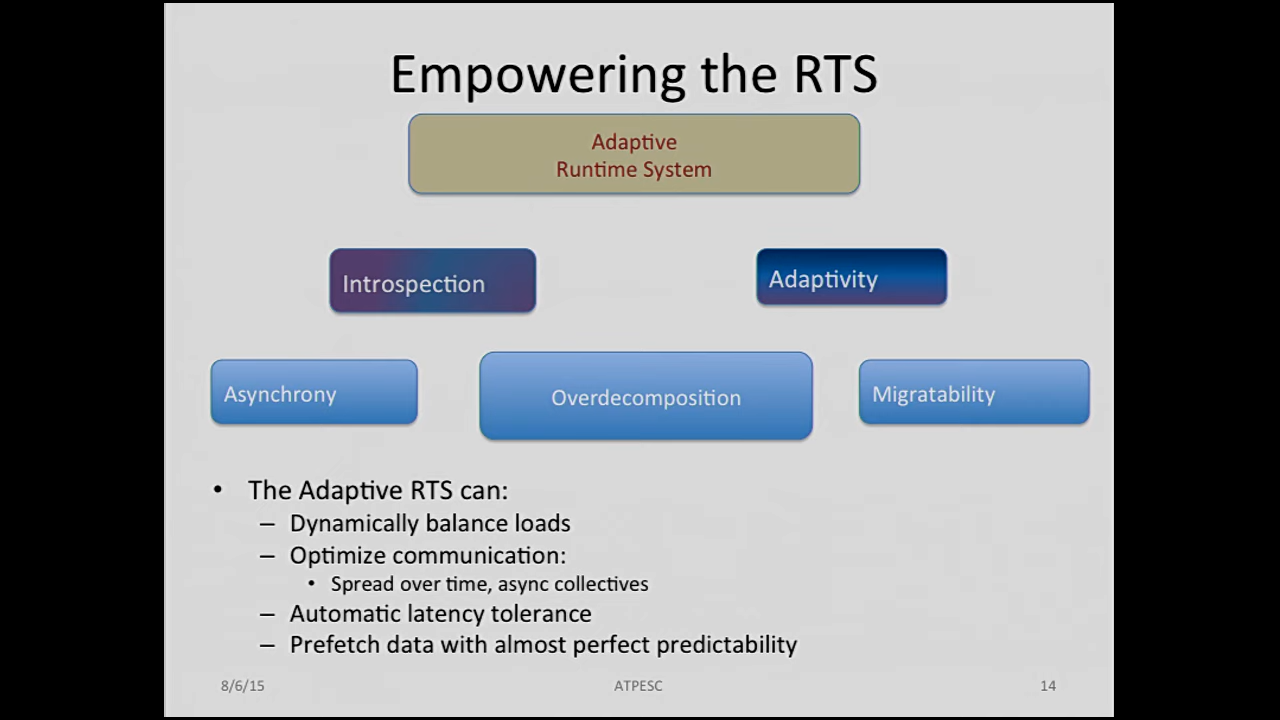 Empowering the RTS
Adaptive
Runtime System
Introspection
Adaptivity
Asynchrony
Overdecomposition
Migratability
• The Adaptive RTS can:
– Dynamically balance loads
– Optimize communication:
• Spread over time, async collectives
– Automatic latency tolerance
– Prefetch data with almost perfect predictability
8/6/15
ATPESC
14